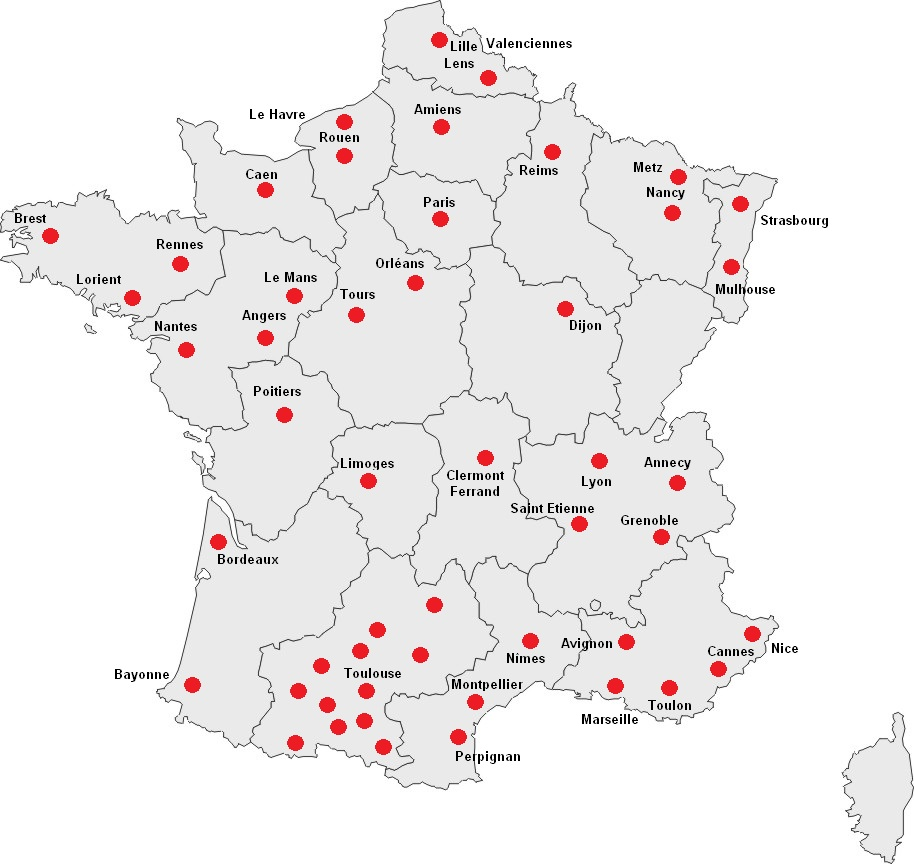 Lille
Valenciennes
Lens
Le Havre
Amiens
Rouen
Reims
Metz
Caen
Nancy
Paris
Strasbourg
Brest
Rennes
Orléans
Lorient
Le Mans
Mulhouse
Tours
Angers
Nantes
Dijon
Poitiers
Limoges
Annecy
Clermont
Ferrand
Lyon
Saint Etienne
Grenoble
Bordeaux
Avignon
Nice
Cannes
Nimes
Bayonne
Toulouse
Montpellier
Toulon
Marseille
Perpignan